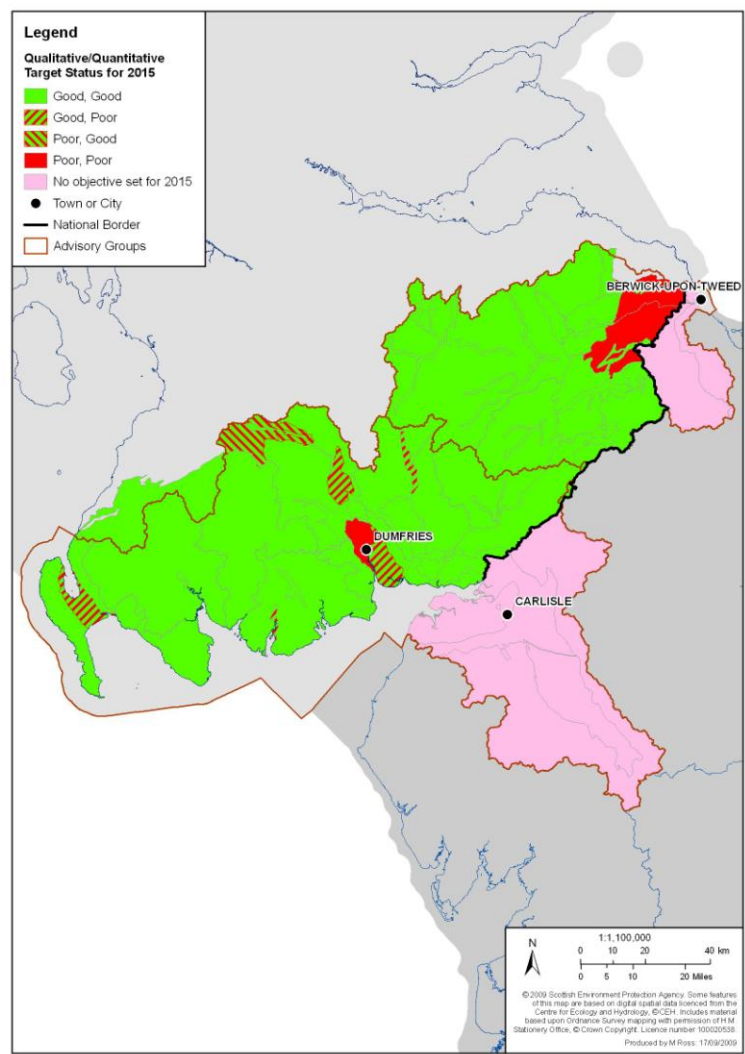 Legend
Qualitative/Quantitative
Target Status for 2015
Good, Good
Good, Poor
Poor, Good
Poor, Poor
No objective set for 2015
Town or City
National Border
Advisory Groups
BERWICK-UPON-TWEED
DUMFRIES
CARLISLE
N
1:1,100,000
0 10 20 40 km
0 5 10 20 Miles
© 2009 Scottish Environment Protection Agency. Some features
of this map are based on digital spatial data licenced from the
Centre for Ecology and Hydrology, © CEH. Includes material
based upon Ordnance Survey mapping with permission of H.M.
Stationery Office, © Crown Copyright. Licence number 100020538.
Produced by M Ross: 17/09/2009